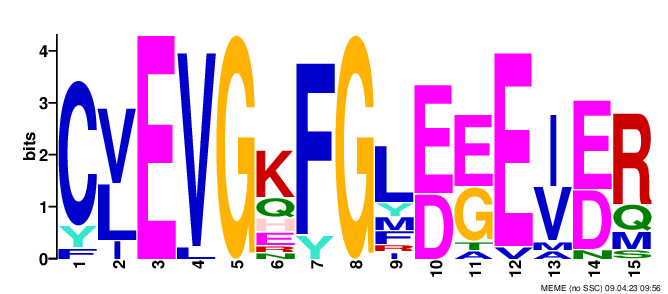 4
3
2
1
0
bits
C V E V G K F G L E E E I E R
Y L L Q Y Y D G V V D Q
F I H M T M N M
E F A A S
R R
N I
1 2 3 4 5 6 7 8 9 10 11 12 13 14 15
MEME (no SSC) 09.04.23 09:56